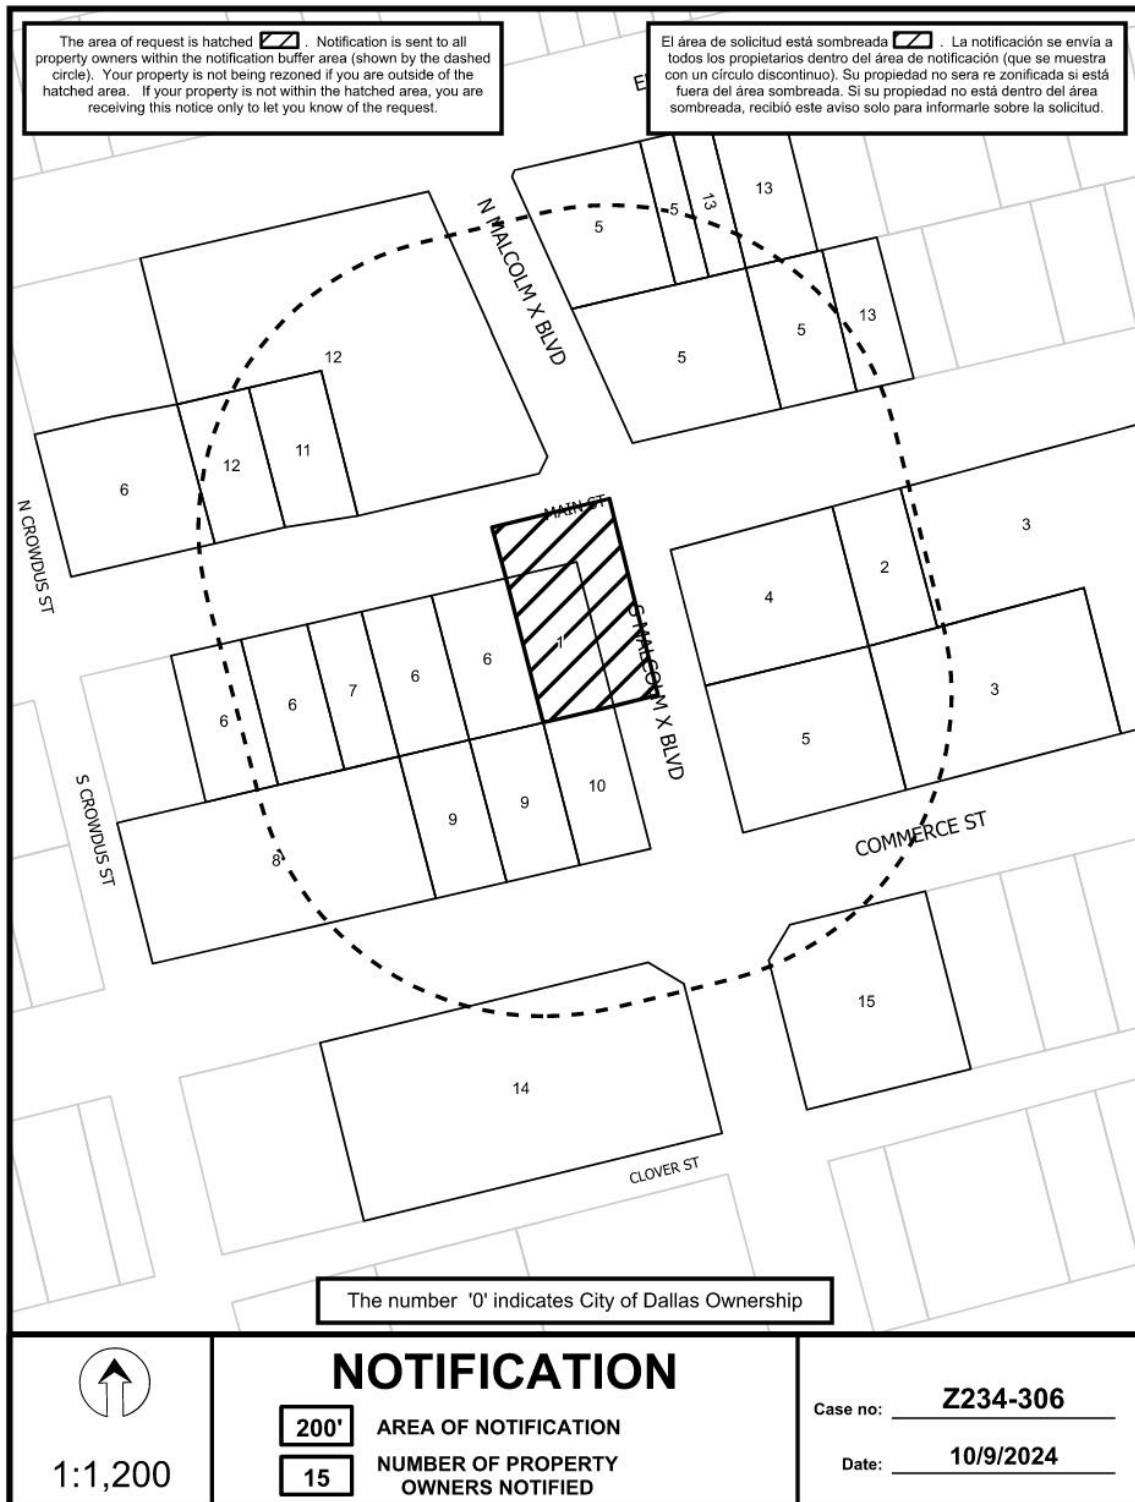 The area of request is hatched . Notification is sent to all
property owners within the notification buffer area (shown by the dashed
circle). Your property is not being rezoned if you are outside of the
hatched area. If your property is not within the hatched area, you are
receiving this notice only to let you know of the request.
El área de solicitud está sombreada . La notificación se envía a
todos los propietarios dentro del área de notificación (que se muestra
con un círculo discontinuo). Su propiedad no sera re zonificada si está
fuera del área sombreada. Si su propiedad no está dentro del área
sombreada, recibió este aviso solo para informarle sobre la solicitud.
13
5
13
5
N MALCOLM X BLVD
13
5
12
5
11
12
6
MAIN ST
3
N CROWDUS ST
2
4
1
6
6
7
6
6
S MALCOLM X BLVD
3
5
10
9
9
S CROWDUS ST
COMMERCE ST
8
15
14
CLOVER ST
The number '0' indicates City of Dallas Ownership
1:1,200
NOTIFICATION
200' AREA OF NOTIFICATION
15 NUMBER OF PROPERTY
OWNERS NOTIFIED
Case no: Z234-306
Date: 10/9/2024